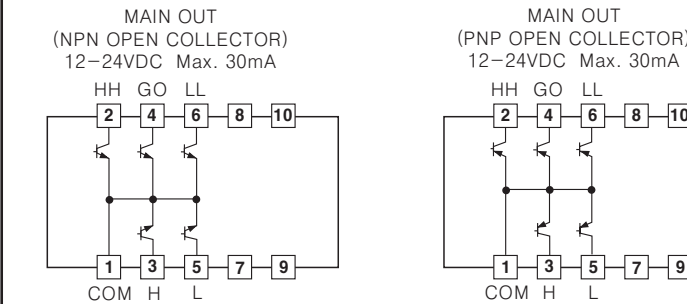 MAIN OUT
(NPN OPEN COLLECTOR)
12-24VDC Max. 30mA
HH GO LL
2 4 6 8 10
1 3 5 7 9
COM H L
MAIN OUT
(PNP OPEN COLLECTOR)
12-24VDC Max. 30mA
HH GO LL
2 4 6 8 10
1 3 5 7 9
COM H L